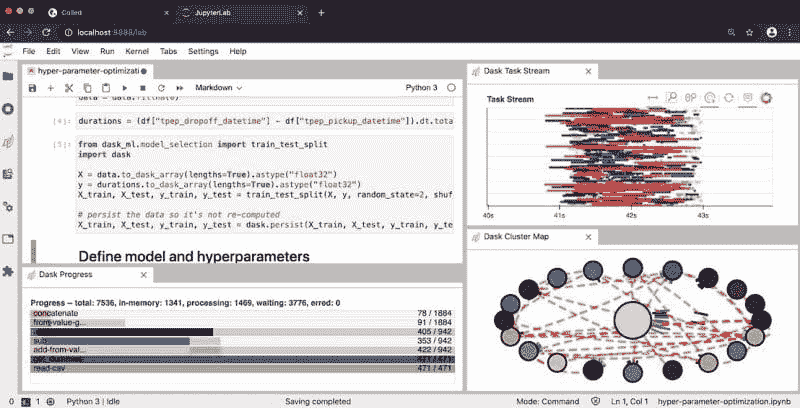 Coiled
JupyterLab
localhost:8888/lab
File Edit View Run Kernel Tabs Settings Help
hyper-parameter-optimizati
Markdown
Python 3
[4]: durations = (df["tpep_dropoff_datetime"] - df["tpep_pickup_datetime"]).dt.tota
[5]: from dask_ml.model_selection import train_test_split
import dask
X = data.to_dask_array(lengths=True).astype("float32")
y = durations.to_dask_array(lengths=True).astype("float32")
X_train, X_test, y_train, y_test = train_test_split(X, y, random_state=2, shuf
# persist the data so it's not re-computed
X_train, X_test, y_train, y_test = dask.persist(X_train, X_test, y_train, y_te
Define model and hyperparameters
Dask Progress
Progress -- total: 7536, in-memory: 1341, processing: 1469, waiting: 3776, erred: 0
concatenate 78 / 1884
from-value-g... 91 / 1884
405 / 942
sub 353 / 942
add-from-val... 422 / 942
get_dummies 471 / 471
read-csv 471 / 471
Dask Task Stream
Task Stream
40s 41s 42s 43s
Dask Cluster Map
0 1 Python 3 | Idle Saving completed Mode: Command Ln 1, Col 1 hyper-parameter-optimization.ipynb